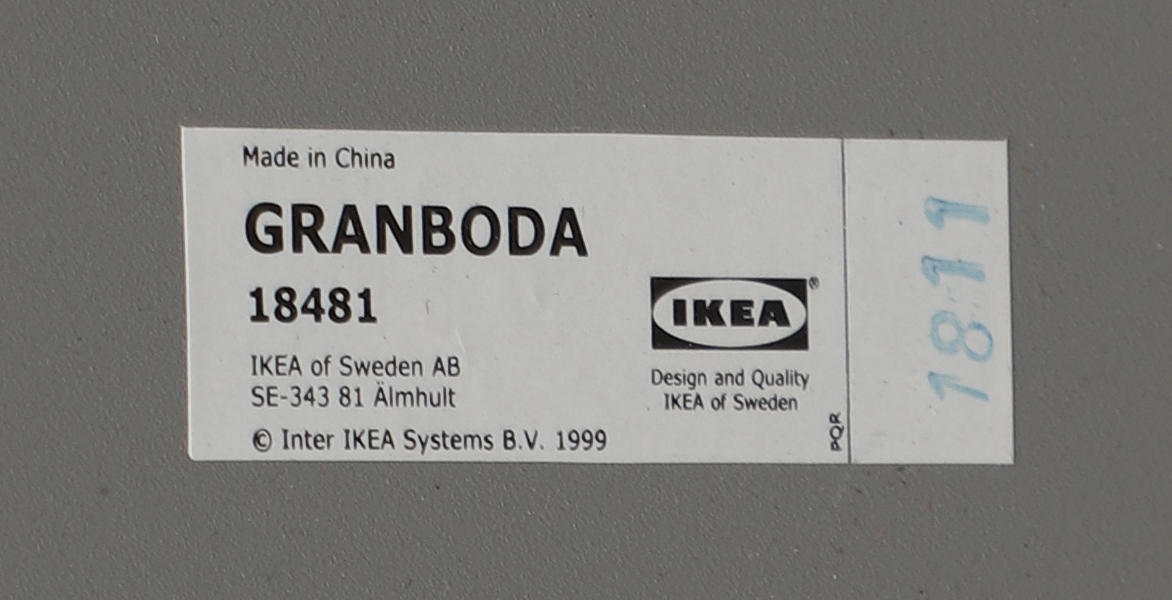 Made in China
GRANBODA
18481
IKEA of Sweden AB
SE-343 81 Älmhult
© Inter IKEA Systems B.V. 1999
IKEA®
Design and Quality
IKEA of Sweden
PQR
1811